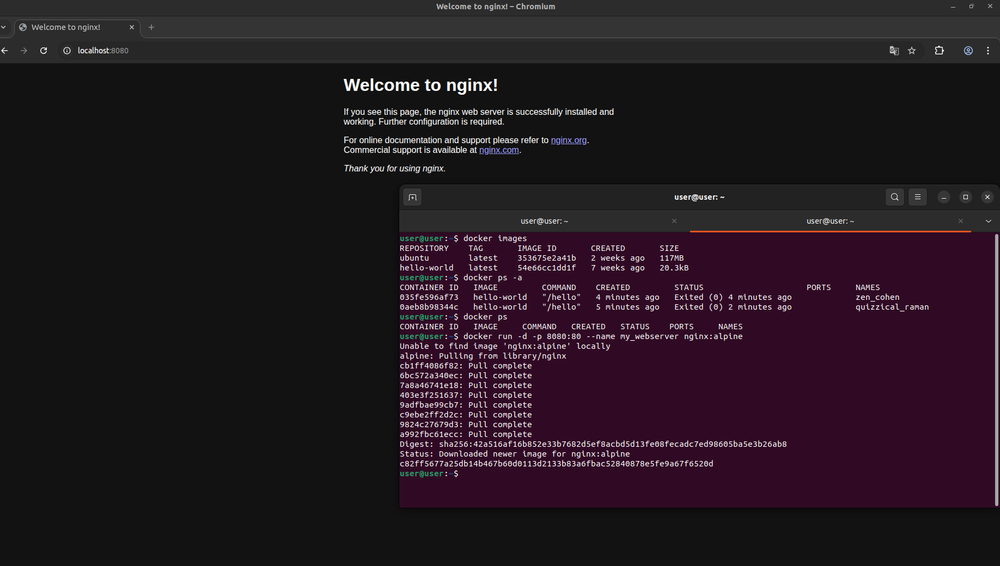 Welcome to nginx! – Chromium
Welcome to nginx!
localhost:8080
Welcome to nginx!
If you see this page, the nginx web server is successfully installed and
working. Further configuration is required.
For online documentation and support please refer to nginx.org.
Commercial support is available at nginx.com.
Thank you for using nginx.
user@user: ~
user@user: ~ user@user: ~
user@user:~$ docker images
REPOSITORY TAG IMAGE ID CREATED SIZE
ubuntu latest 353675e2a41b 2 weeks ago 117MB
hello-world latest 54e66cc1dd1f 7 weeks ago 20.3kB
user@user:~$ docker ps -a
CONTAINER ID IMAGE COMMAND CREATED STATUS PORTS NAMES
035fe596af73 hello-world "/hello" 4 minutes ago Exited (0) 4 minutes ago zen_cohen
0aeb8b98344c hello-world "/hello" 5 minutes ago Exited (0) 2 minutes ago quizzical_raman
user@user:~$ docker ps
CONTAINER ID IMAGE COMMAND CREATED STATUS PORTS NAMES
user@user:~$ docker run -d -p 8080:80 --name my_webserver nginx:alpine
Unable to find image 'nginx:alpine' locally
alpine: Pulling from library/nginx
cb1ff4086f82: Pull complete
6bc572a340ec: Pull complete
7a8a46741e18: Pull complete
403e3f251637: Pull complete
9adfbae99cb7: Pull complete
c9ebe2ff2d2c: Pull complete
9824c27679d3: Pull complete
a992fbc61ecc: Pull complete
Digest: sha256:42a516af16b852e33b7682d5ef8acbd5d13fe08fecadc7ed98605ba5e3b26ab8
Status: Downloaded newer image for nginx:alpine
c82ff5677a25db14b467b60d0113d2133b83a6fbac52840878e5fe9a67f6520d
user@user:~$